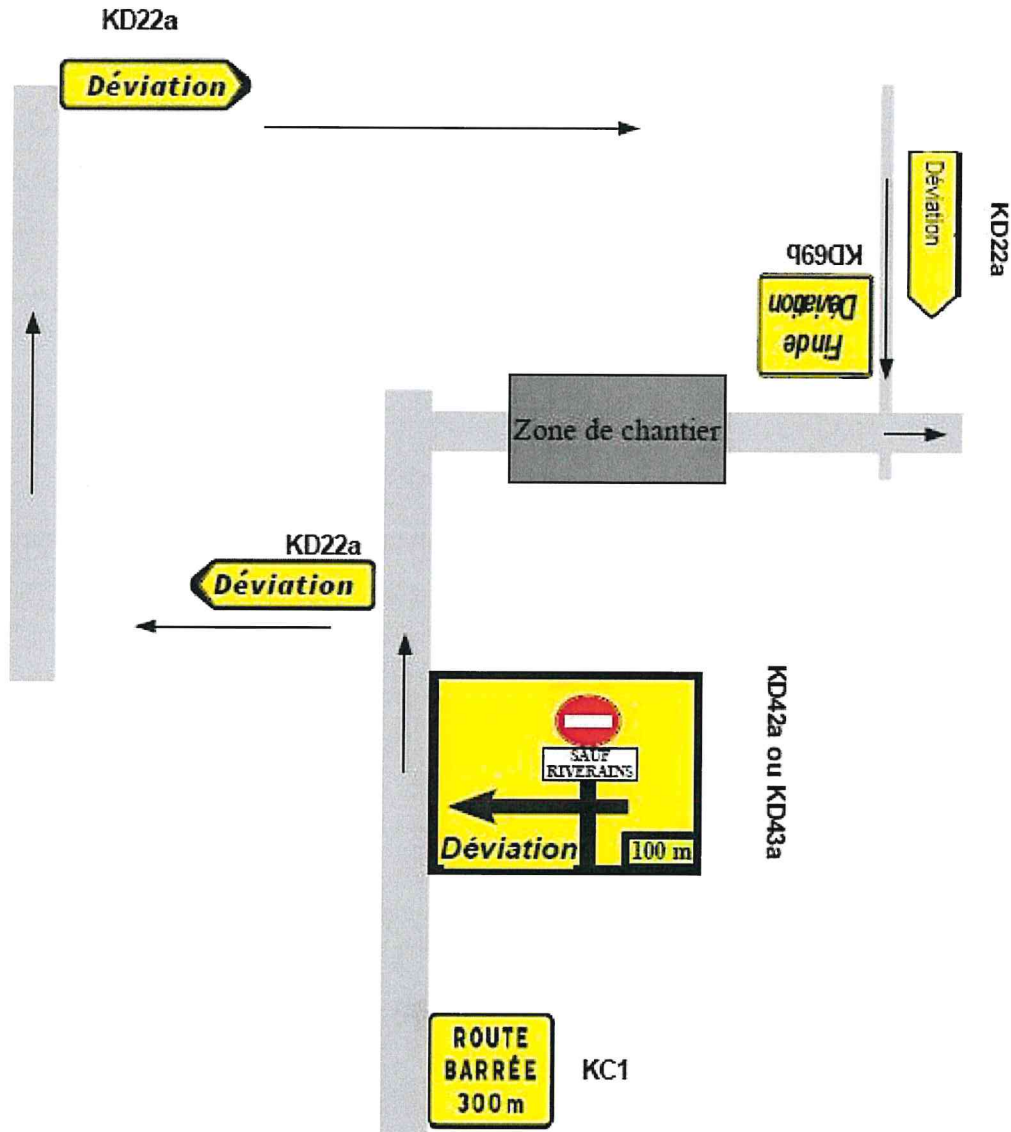 KD22a
Déviation
Déviation
KD22a
KD69b
Fin de
Déviation
Zone de chantier
KD22a
Déviation
SAUF
RIVERAINS
Déviation
100 m
KD42a ou KD43a
ROUTE
BARRÉE
300 m
KC1